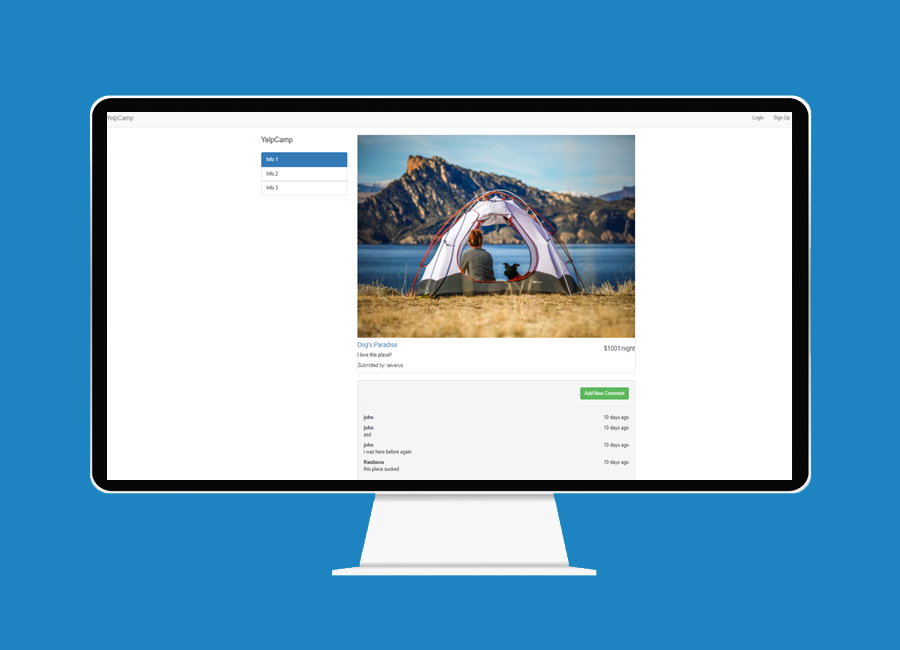 YelpCamp
Login
Sign Up
YelpCamp
Info 1
Info 2
Info 3
Dog's Paradise
$1001/night
I love this place!!
Submitted by: severus
Add New Comment
john
10 days ago
john
10 days ago
asd
john
10 days ago
i was here before again
Kwabena
10 days ago
this place sucked